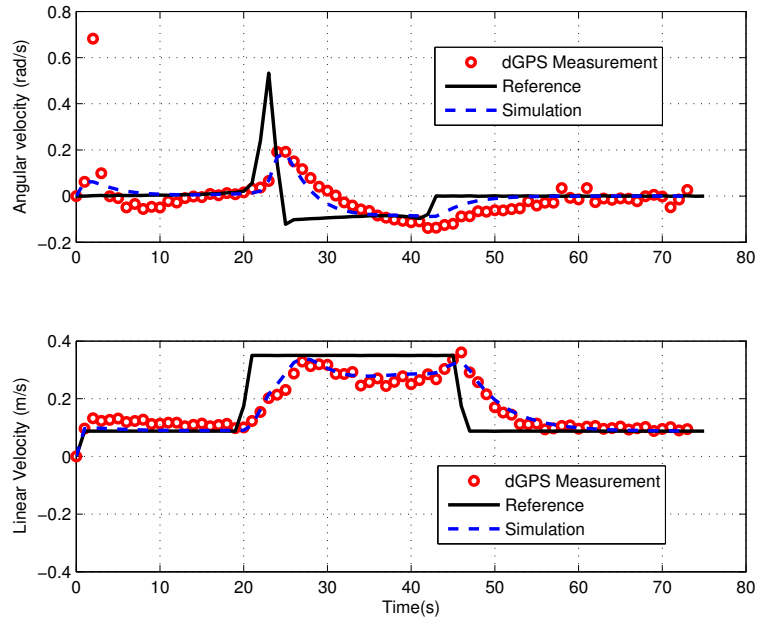 0.8
0.6
0.4
0.2
0
−0.2
Angular velocity (rad/s)
dGPS Measurement
Reference
Simulation
0 10 20 30 40 50 60 70 80
0.4
0.2
0
0.2
−0.4
Linear Velocity (m/s)
dGPS Measurement
Reference
Simulation
0 10 20 30 40 50 60 70 80
Time(s)